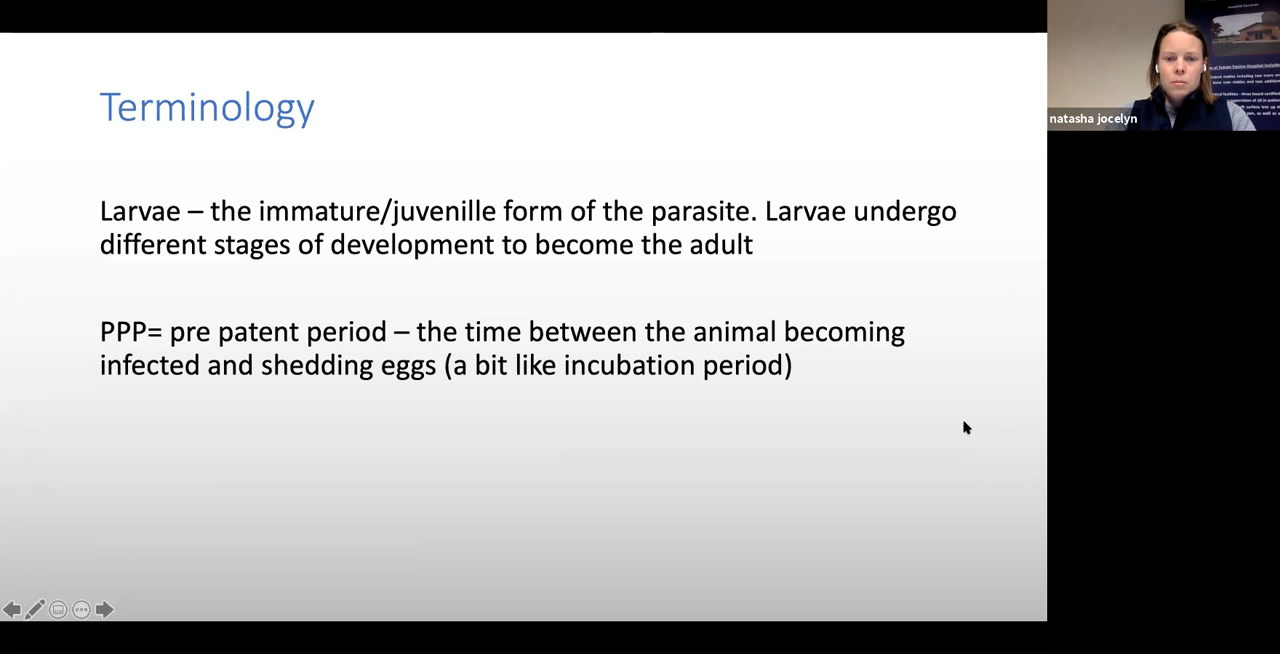 Terminology
Larvae – the immature/juvenille form of the parasite. Larvae undergo
different stages of development to become the adult
PPP= pre patent period – the time between the animal becoming
infected and shedding eggs (a bit like incubation period)
natasha jocelyn